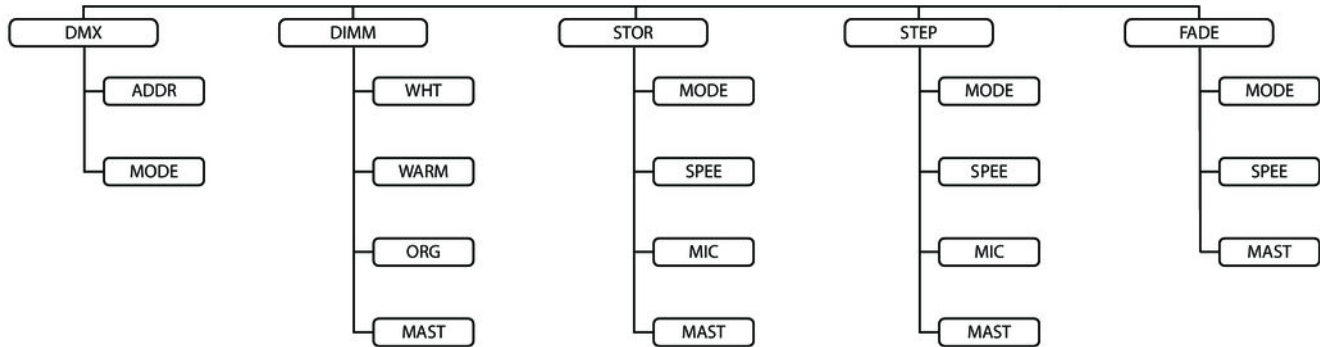 DMX
ADDR
MODE
DIMM
WHT
WARM
ORG
MAST
STOR
MODE
SPEE
MIC
MAST
STEP
MODE
SPEE
MIC
MAST
FADE
MODE
SPEE
MAST